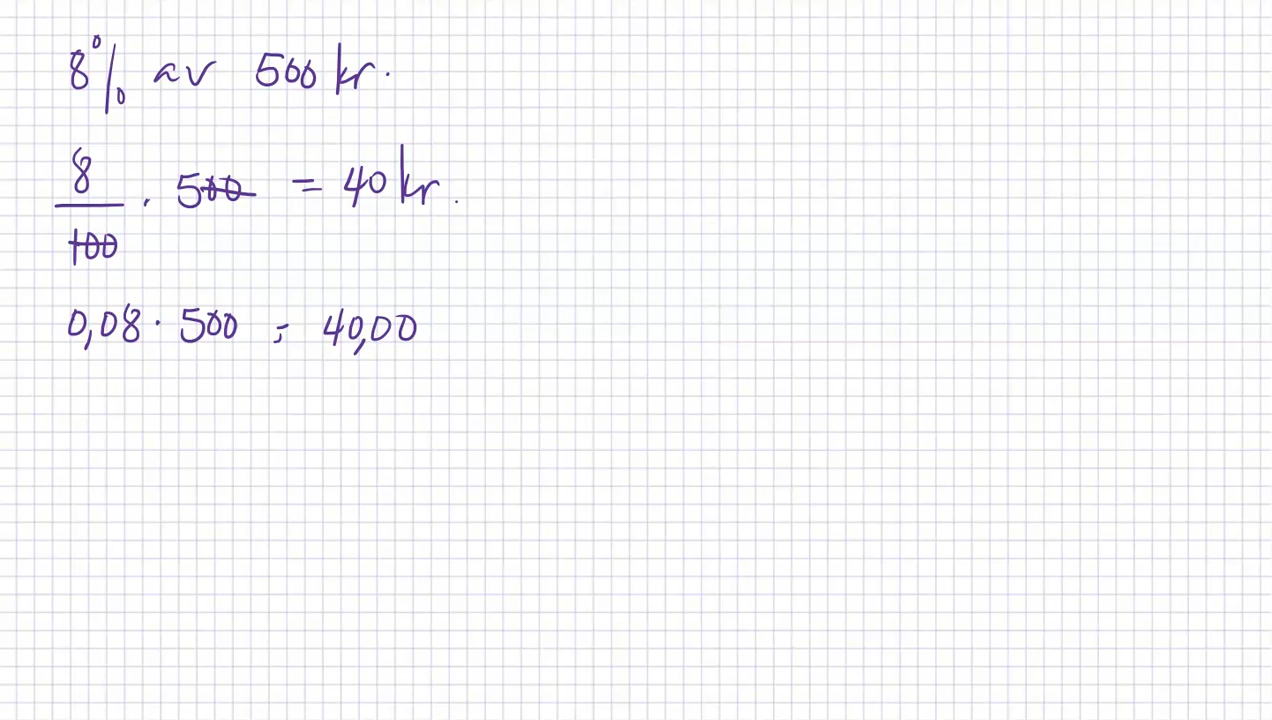 8% av 500 kr.
8/100 · 500 = 40 kr.
0,08 · 500 = 40,00